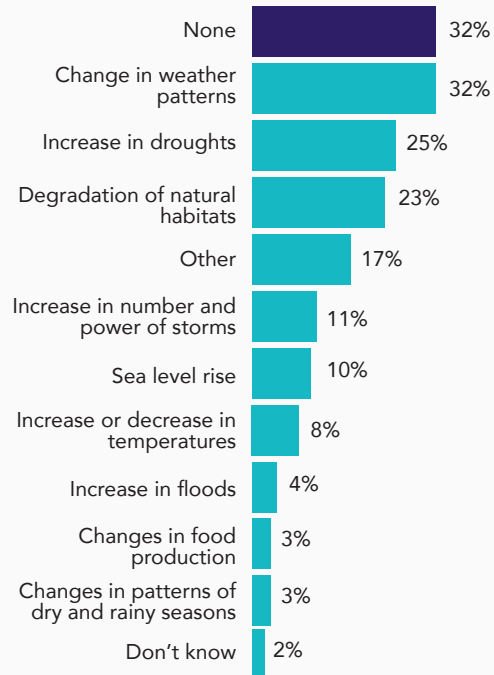 None 32%
Change in weather
patterns 32%
Increase in droughts 25%
Degradation of natural
habitats 23%
Other 17%
Increase in number and
power of storms 11%
Sea level rise 10%
Increase or decrease in
temperatures 8%
Increase in floods 4%
Changes in food
production 3%
Changes in patterns of
dry and rainy seasons 3%
Don’t know 2%